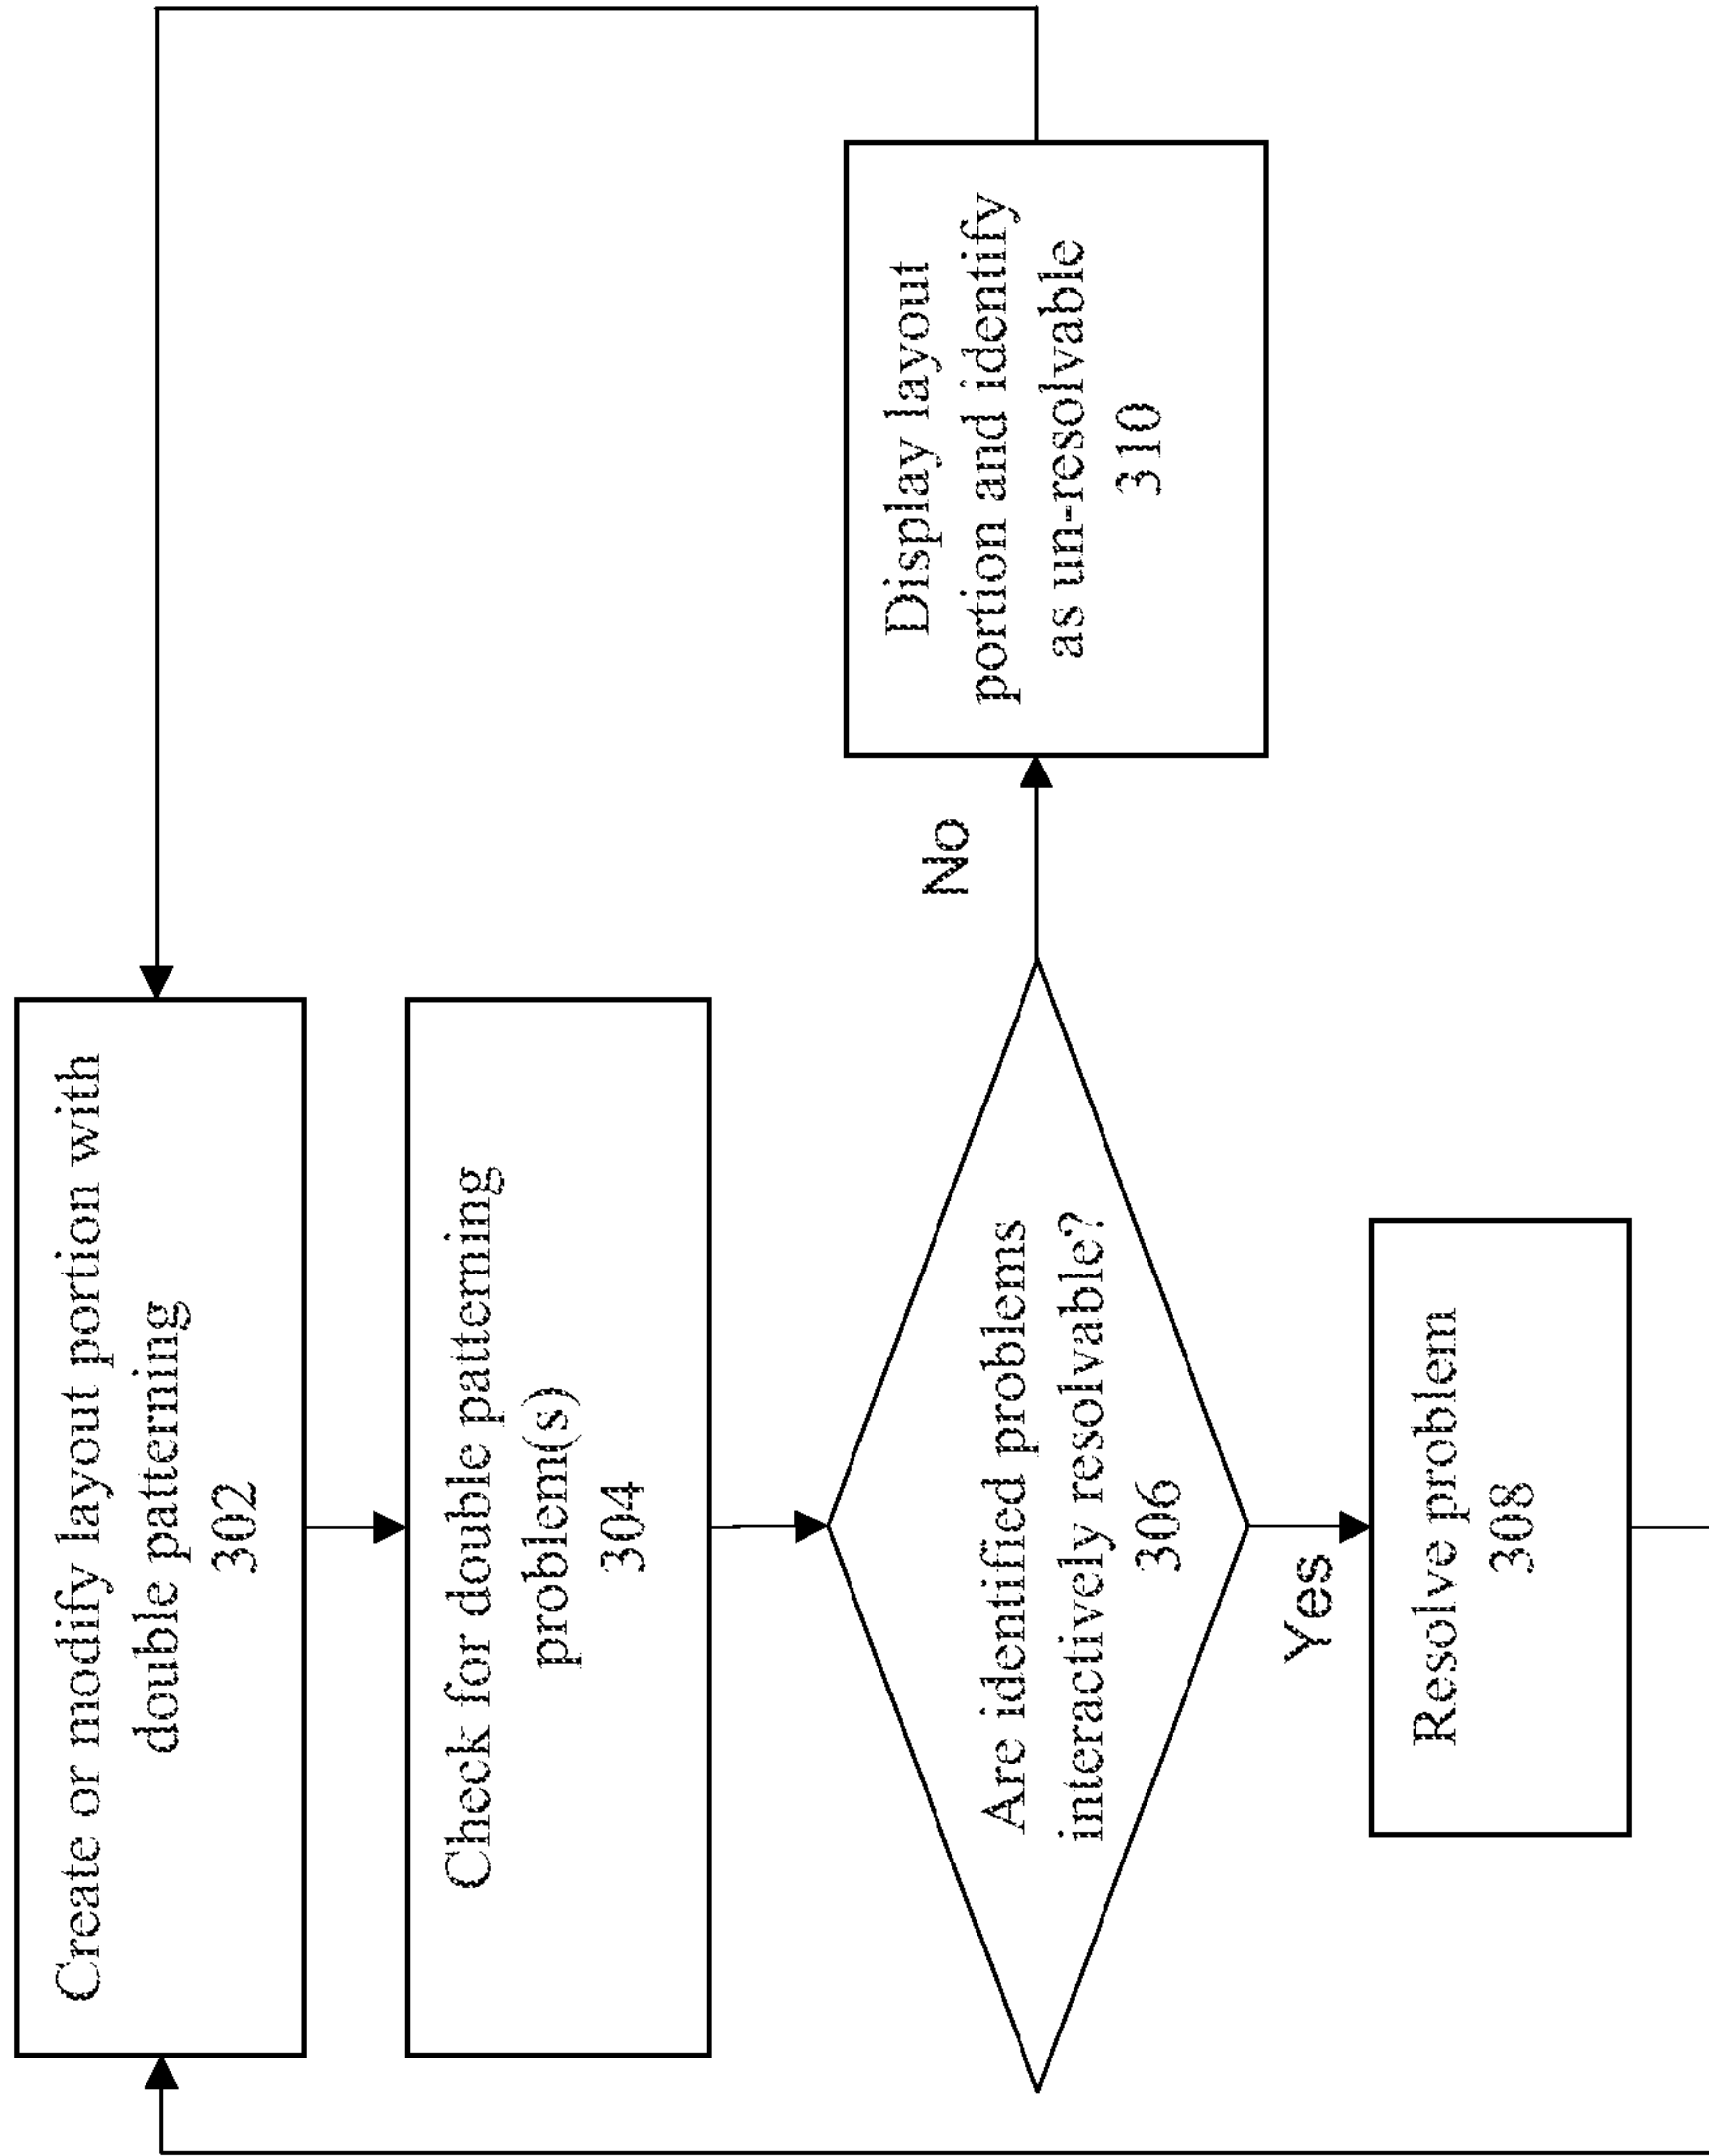 Create or modify layout portion with
double patterning
302
Check for double patterning
problem(s)
304
Are identified problems
interactively resolvable?
306
No
Display layout
portion and identify
as un-resolvable
310
Yes
Resolve problem
308